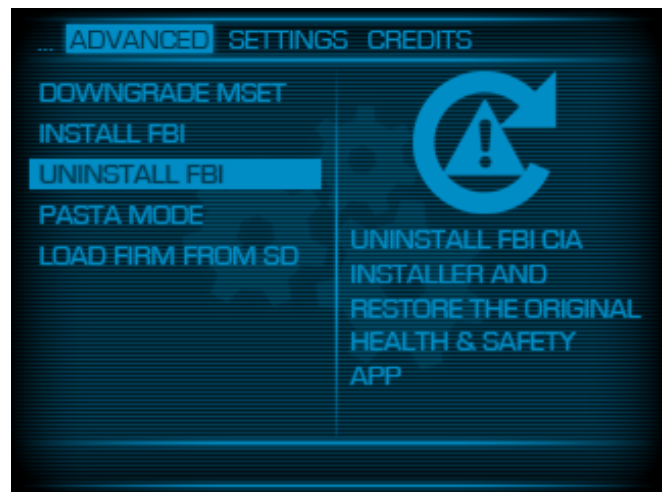 ... ADVANCED SETTINGS CREDITS
DOWNGRADE MSET
INSTALL FBI
UNINSTALL FBI
PASTA MODE
LOAD FIRM FROM SD
UNINSTALL FBI CIA
INSTALLER AND
RESTORE THE ORIGINAL
HEALTH & SAFETY
APP